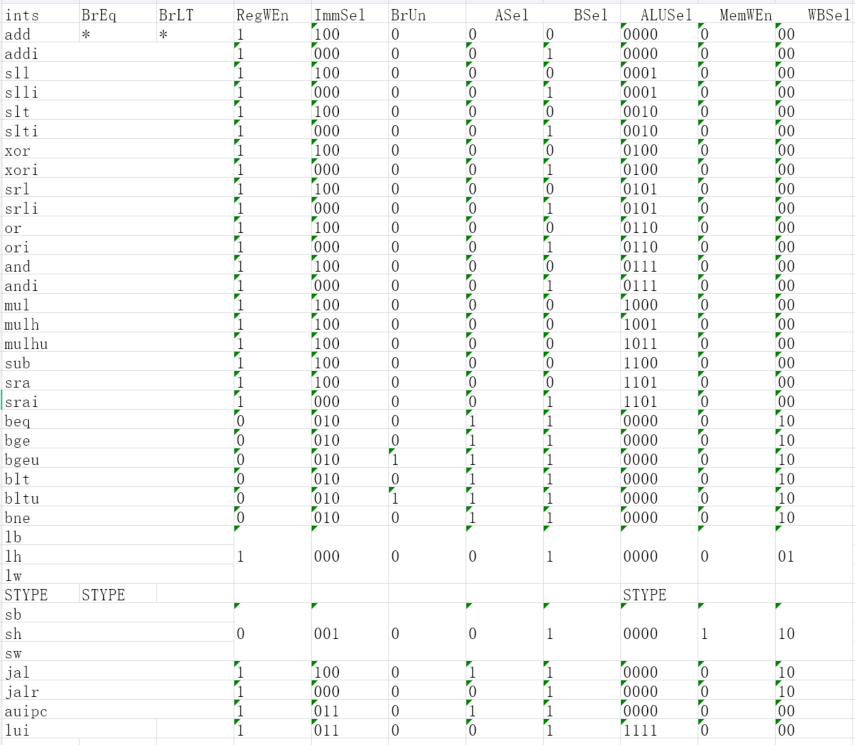 ints BrEq BrLT RegWEn ImmSel BrUn ASel BSel ALUSel MemWEn WBSel
add * * 1 100 0 0 0 0000 0 00
addi 1 000 0 0 1 0000 0 00
sll 1 100 0 0 0 0001 0 00
slli 1 000 0 0 1 0001 0 00
slt 1 100 0 0 0 0010 0 00
slti 1 000 0 0 1 0010 0 00
xor 1 100 0 0 0 0100 0 00
xori 1 000 0 0 1 0100 0 00
srl 1 100 0 0 0 0101 0 00
srli 1 000 0 0 1 0101 0 00
or 1 100 0 0 0 0110 0 00
ori 1 000 0 0 1 0110 0 00
and 1 100 0 0 0 0111 0 00
andi 1 000 0 0 1 0111 0 00
mul 1 100 0 0 0 1000 0 00
mulh 1 100 0 0 0 1001 0 00
mulhu 1 100 0 0 0 1011 0 00
sub 1 100 0 0 0 1100 0 00
sra 1 100 0 0 0 1101 0 00
srai 1 000 0 0 1 1101 0 00
beq 0 010 0 1 1 0000 0 10
bge 0 010 0 1 1 0000 0 10
bgeu 0 010 1 1 1 0000 0 10
blt 0 010 0 1 1 0000 0 10
bltu 0 010 1 1 1 0000 0 10
bne 0 010 0 1 1 0000 0 10
lb
lh 1 000 0 0 1 0000 0 01
lw
STYPE STYPE STYPE
sb
sh 0 001 0 0 1 0000 1 10
sw
jal 1 100 0 1 1 0000 0 10
jalr 1 000 0 0 1 0000 0 10
auipc 1 011 0 1 1 0000 0 00
lui 1 011 0 0 1 1111 0 00